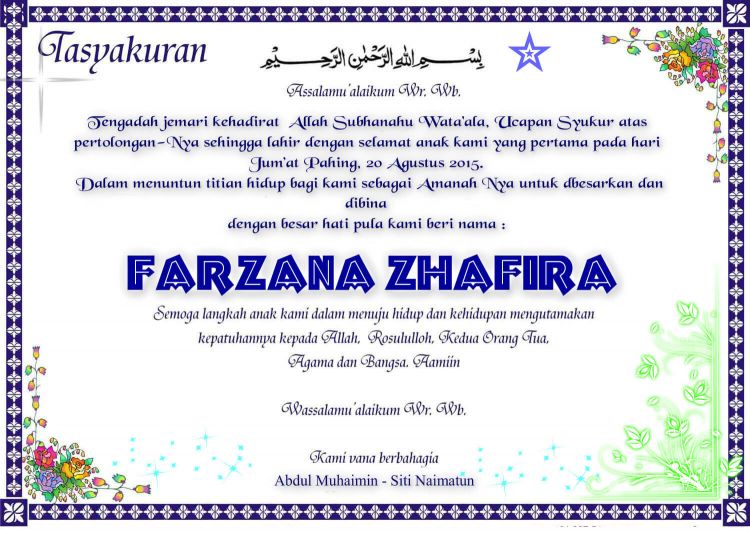 Tasyakuran
بِسْمِ اللهِ الرَّحْمٰنِ الرَّحِيْمِ
Assalamu'alaikum Wr. Wb.
Tengadah jemari kehadirat Allah Subhanahu Wata'ala, Ucapan Syukur atas
pertolongan-Nya sehingga lahir dengan selamat anak kami yang pertama pada hari
Jum'at Pahing, 20 Agustus 2015.
Dalam menuntun titian hidup bagi kami sebagai Amanah Nya untuk dbesarkan dan
dibina
dengan besar hati pula kami beri nama :
FARZANA ZHAFIRA
Semoga langkah anak kami dalam menuju hidup dan kehidupan mengutamakan
kepatuhannya kepada Allah, Rosululloh, Kedua Orang Tua,
Agama dan Bangsa. Aamiin
Wassalamu'alaikum Wr. Wb.
Kami yang berbahagia
Abdul Muhaimin - Siti Naimatun